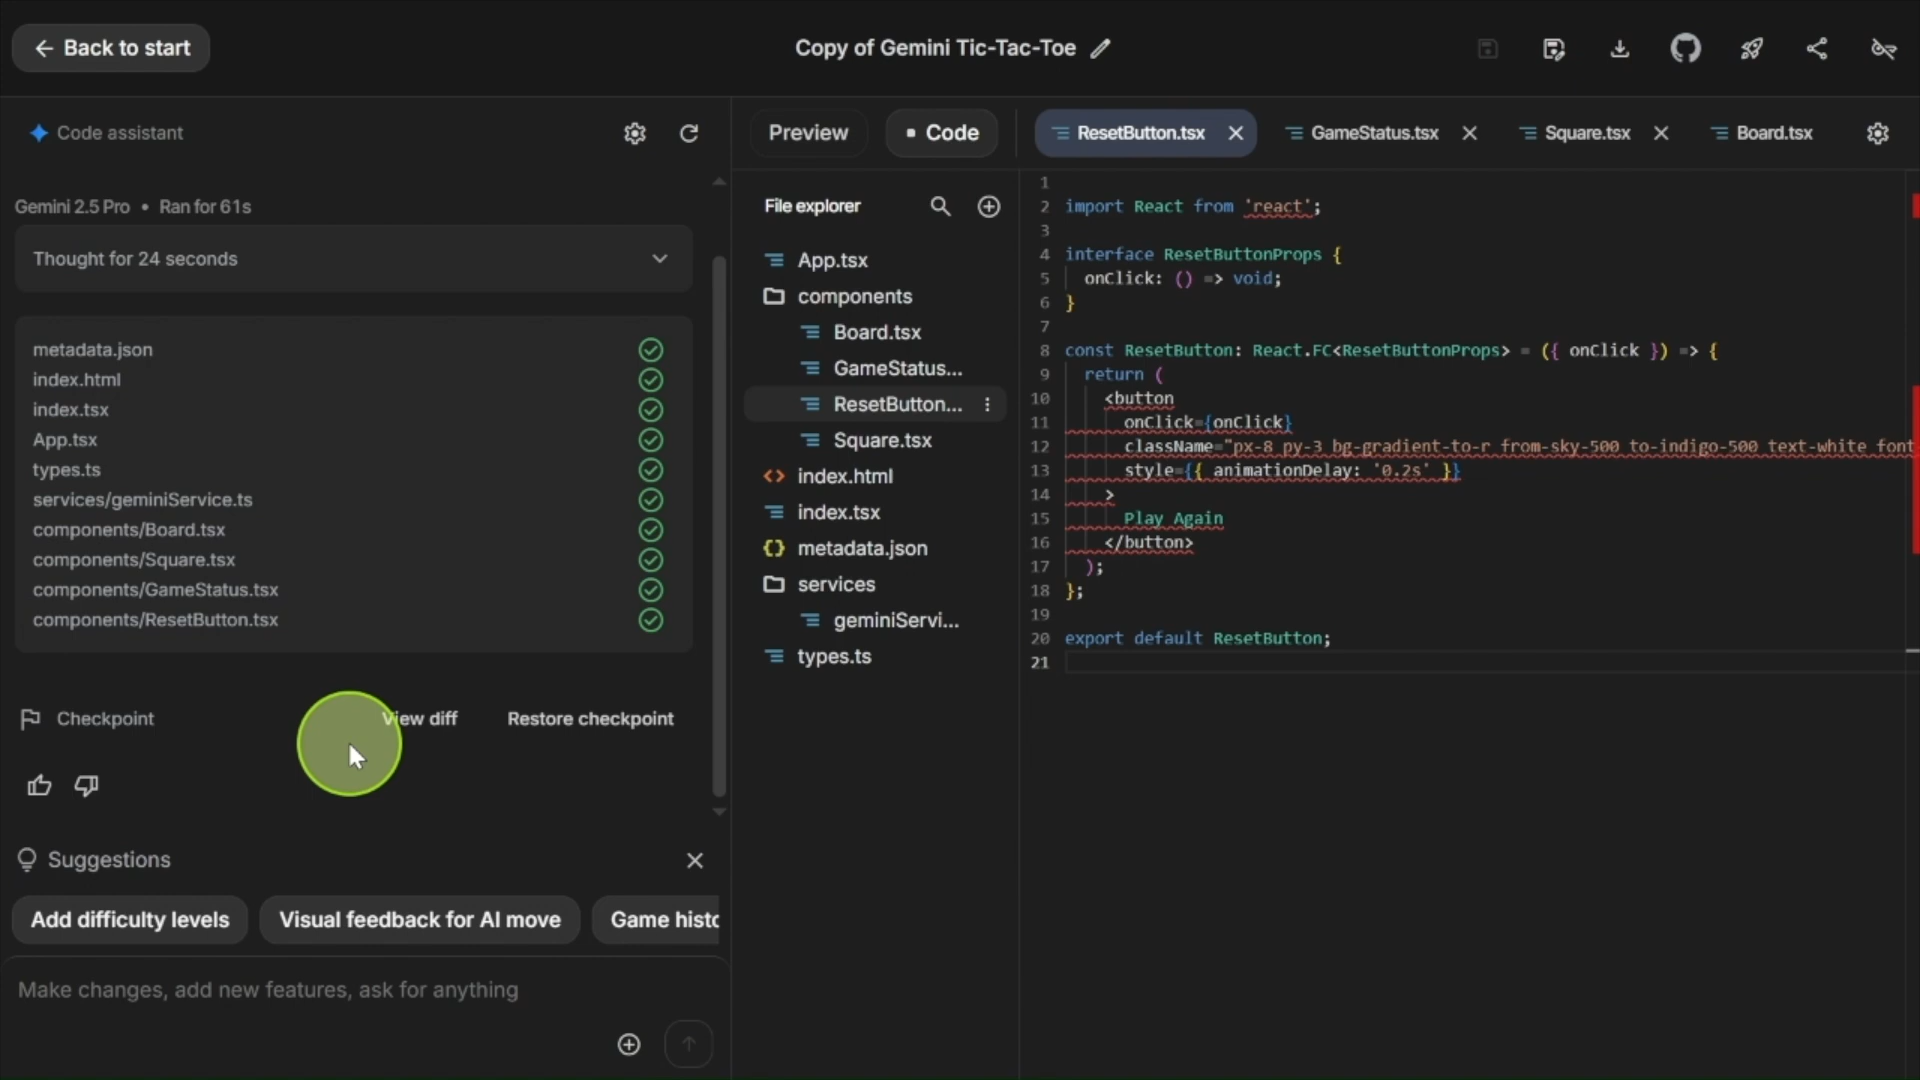 Back to start
Copy of Gemini Tic-Tac-Toe
Code assistant
Gemini 2.5 Pro • Ran for 61s
Thought for 24 seconds
metadata.json
index.html
index.tsx
App.tsx
types.ts
services/geminiService.ts
components/Board.tsx
components/Square.tsx
components/GameStatus.tsx
components/ResetButton.tsx
Checkpoint
View diff
Restore checkpoint
Suggestions
Add difficulty levels
Visual feedback for AI move
Game histo
Make changes, add new features, ask for anything
Preview
Code
ResetButton.tsx
GameStatus.tsx
Square.tsx
Board.tsx
File explorer
App.tsx
components
Board.tsx
GameStatus...
ResetButton...
Square.tsx
index.html
index.tsx
metadata.json
services
geminiServi...
types.ts
1
2 import React from 'react';
3
4 interface ResetButtonProps {
5 onClick: () => void;
6 }
7
8 const ResetButton: React.FC<ResetButtonProps> = ({ onClick }) => {
9 return (
10 <button
11 onClick={onClick}
12 className="px-8 py-3 bg-gradient-to-r from-sky-500 to-indigo-500 text-white font
13 style={{ animationDelay: '0.2s' }}
14 >
15 Play Again
16 </button>
17 );
18 };
19
20 export default ResetButton;
21